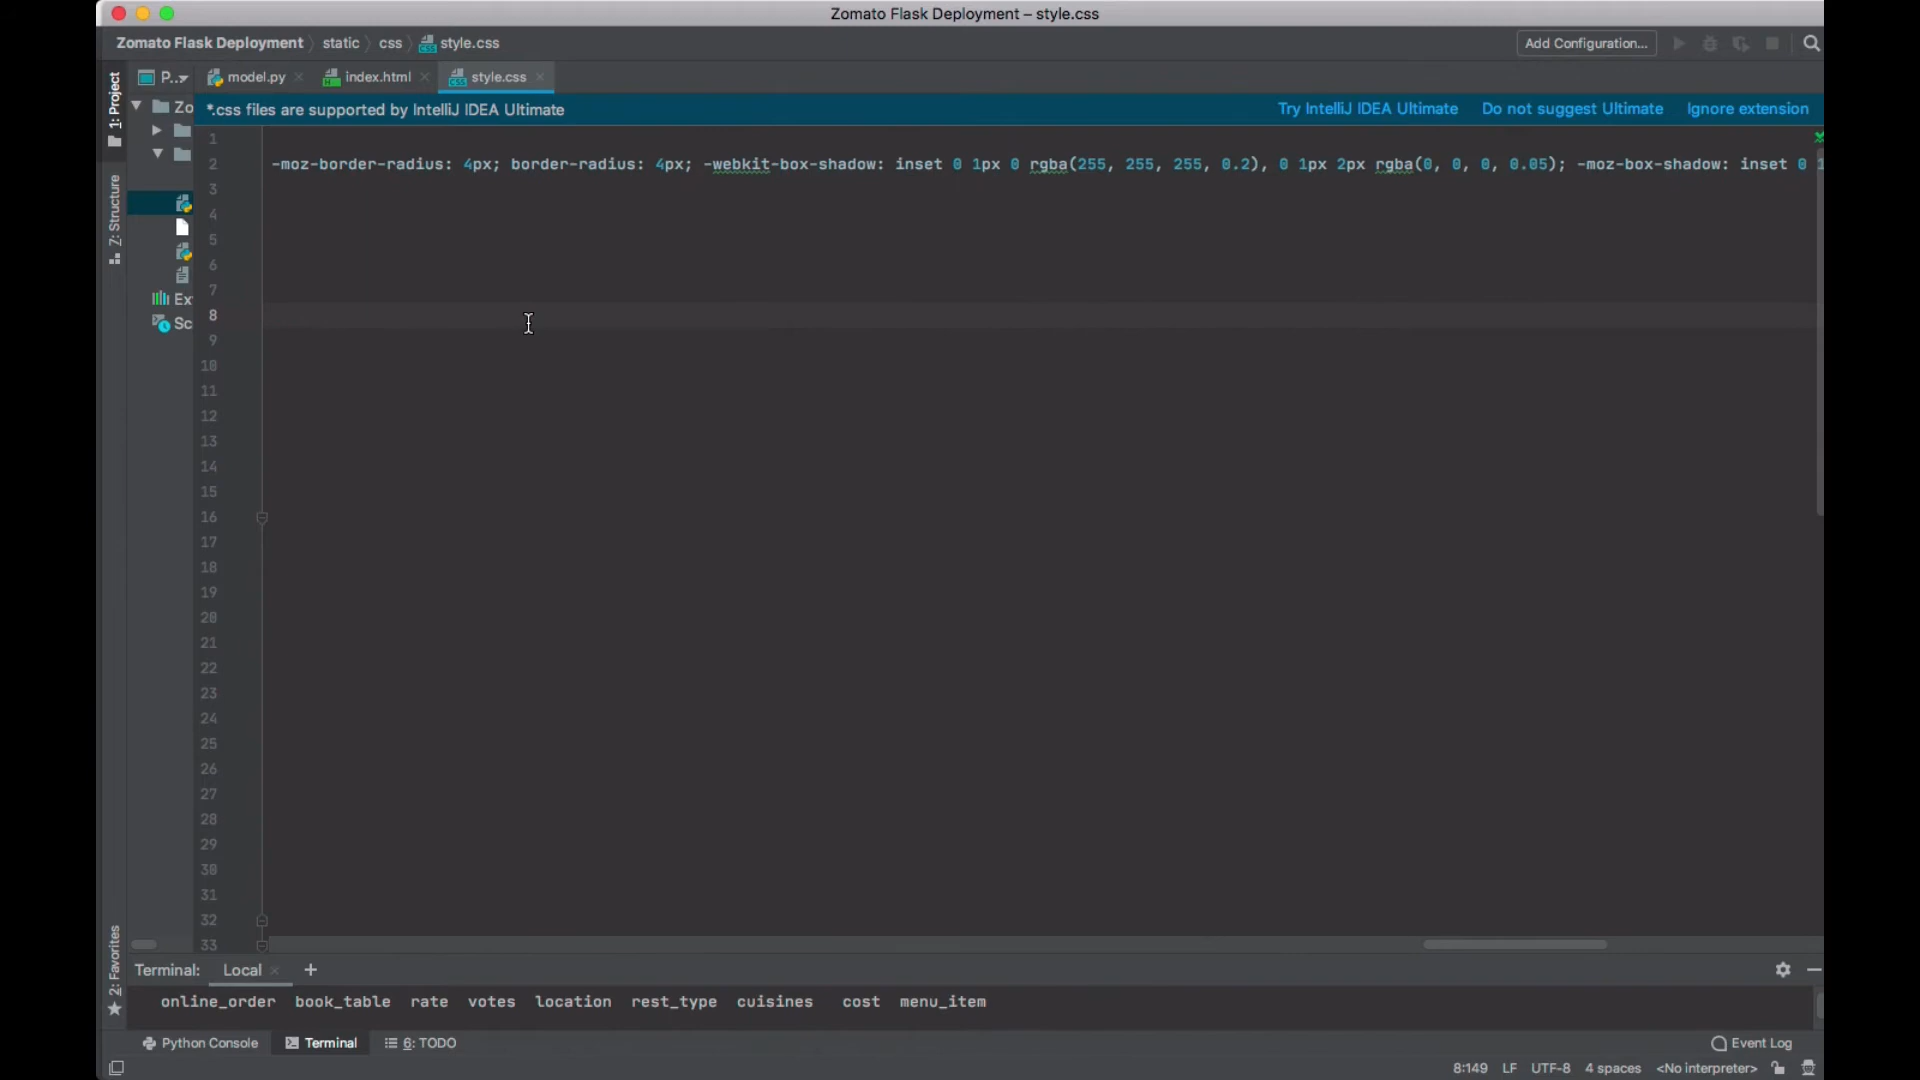 Zomato Flask Deployment – style.css
Zomato Flask Deployment static css style.css
Add Configuration...
1: Project
P..
model.py
index.html
style.css
*.css files are supported by IntelliJ IDEA Ultimate
Try IntelliJ IDEA Ultimate Do not suggest Ultimate Ignore extension
Zo
Ex
Sc
Z: Structure
2: Favorites
1
2 -moz-border-radius: 4px; border-radius: 4px; -webkit-box-shadow: inset 0 1px 0 rgba(255, 255, 255, 0.2), 0 1px 2px rgba(0, 0, 0, 0.05); -moz-box-shadow: inset 0 1
3
4
5
6
7
8
9
10
11
12
13
14
15
16
17
18
19
20
21
22
23
24
25
26
27
28
29
30
31
32
33
Terminal: Local +
online_order book_table rate votes location rest_type cuisines cost menu_item
Python Console Terminal 6: TODO Event Log
8:149 LF UTF-8 4 spaces <No interpreter>